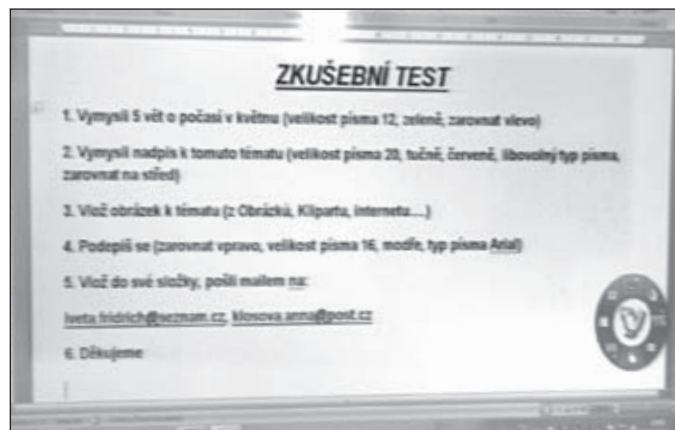 ZKUŠEBNÍ TEST
1. Vymysli 5 vět o počasí v květnu (velikost písma 12, zeleně, zarovnat vlevo)
2. Vymysli nadpis k tomuto tématu (velikost písma 20, tučně, červeně, libovolný typ písma,
zarovnat na střed)
3. Vlož obrázek k tématu (z Obrázků, Klipartu, internetu....)
4. Podepiš se (zarovnat vpravo, velikost písma 16, modře, typ písma Arial)
5. Vlož do své složky, pošli mailem na:
iveta.fridrich@seznam.cz, klosova.anna@post.cz
6. Děkujeme